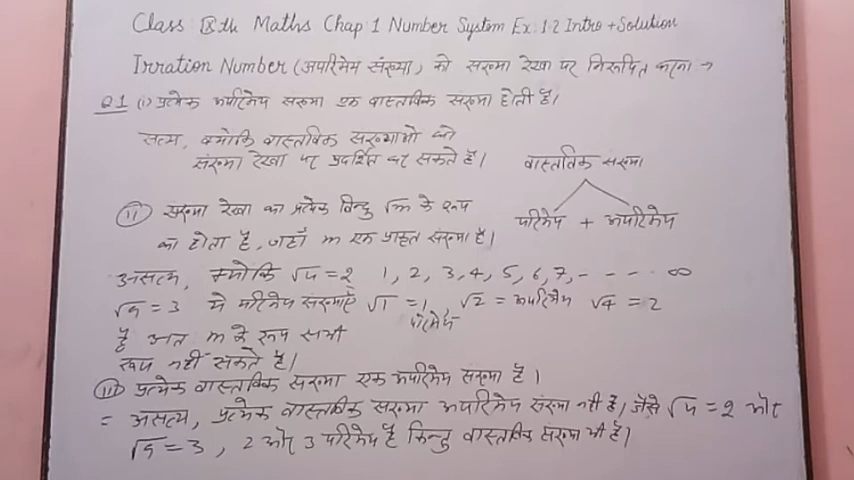 Class 9th Maths Chap:1 Number System Ex:1.2 Intro + Solution
Irration Number (अपरिमेय संख्या) को संख्या रेखा पर निरूपित करना →
Q1 (i) प्रत्येक अपरिमेय संख्या एक वास्तविक संख्या होती है।
सत्य, क्योकि वास्तविक संख्याओ को
संख्या रेखा पर प्रदर्शित कर सकते हैं।
वास्तविक संख्या
परिमेय + अपरिमेय
(ii) संख्या रेखा का प्रत्येक बिन्दु √m के रूप
का होता है, जहाँ m एक प्राकृत संख्या है।
असत्य, क्योकि √4 = 2 1, 2, 3, 4, 5, 6, 7, - - - - ∞
√9 = 3 ये परिमेय संख्याएँ √1 = 1, √2 = अपरिमेय √4 = 2
परिमेय
है अतः m के रूप सभी
रूप नहीं सकते है।
(iii) प्रत्येक वास्तविक संख्या एक अपरिमेय संख्या है।
= असत्य, प्रत्येक वास्तविक संख्या अपरिमेय संख्या नही है। जैसे √4 = 2 और
√9 = 3, 2 और 3 परिमेय है किन्तु वास्तविक संख्या भी है।